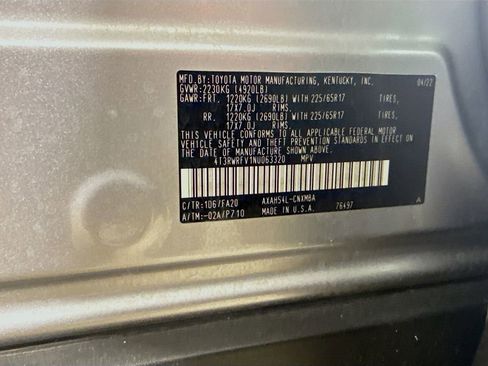 MFD.BY:TOYOTA MOTOR MANUFACTURING, KENTUCKY, INC. 04/22
GVWR:2230KG (4920LB)
GAWR:FRT. 1220KG (2690LB) WITH 225/65R17 TIRES,
17X7.0J RIMS.
RR. 1220KG (2690LB) WITH 225/65R17 TIRES,
17X7.0J RIMS.
THIS VEHICLE CONFORMS TO ALL APPLICABLE FEDERAL MOTOR
VEHICLE SAFETY AND THEFT PREVENTION STANDARDS IN EFFECT ON
THE DATE OF MANUFACTURE SHOWN ABOVE.
4T3RWRFV1NU063320 MPV
C/TR:1D6/FA20 AXAH54L-CNXMBA A
A/TM:-02A/P710 MADE IN U.S.A. 76497